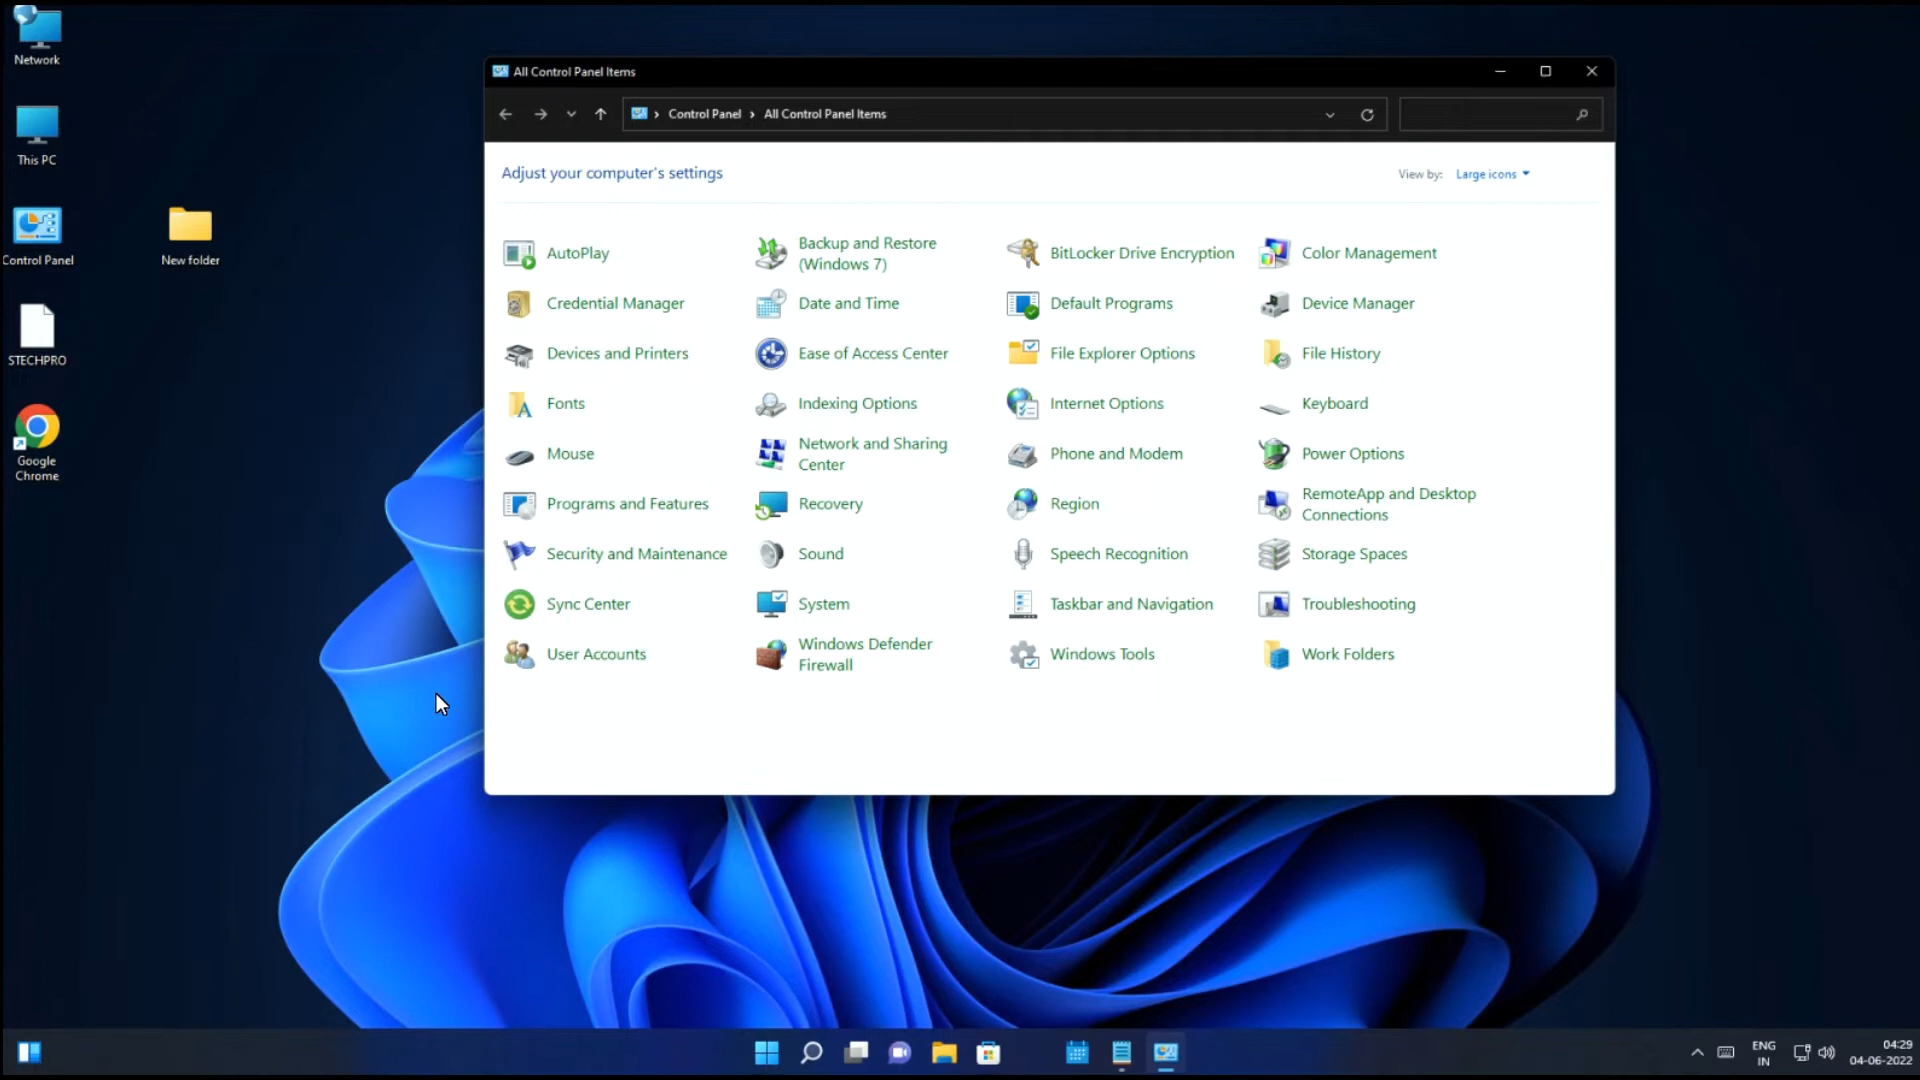 Network
This PC
Control Panel
New folder
STECHPRO
Google
Chrome
All Control Panel Items
Control Panel > All Control Panel Items
Adjust your computer's settings
View by: Large icons
AutoPlay
Backup and Restore
(Windows 7)
BitLocker Drive Encryption
Color Management
Credential Manager
Date and Time
Default Programs
Device Manager
Devices and Printers
Ease of Access Center
File Explorer Options
File History
Fonts
Indexing Options
Internet Options
Keyboard
Mouse
Network and Sharing
Center
Phone and Modem
Power Options
Programs and Features
Recovery
Region
RemoteApp and Desktop
Connections
Security and Maintenance
Sound
Speech Recognition
Storage Spaces
Sync Center
System
Taskbar and Navigation
Troubleshooting
User Accounts
Windows Defender
Firewall
Windows Tools
Work Folders
ENG
IN
04:29
04-06-2022